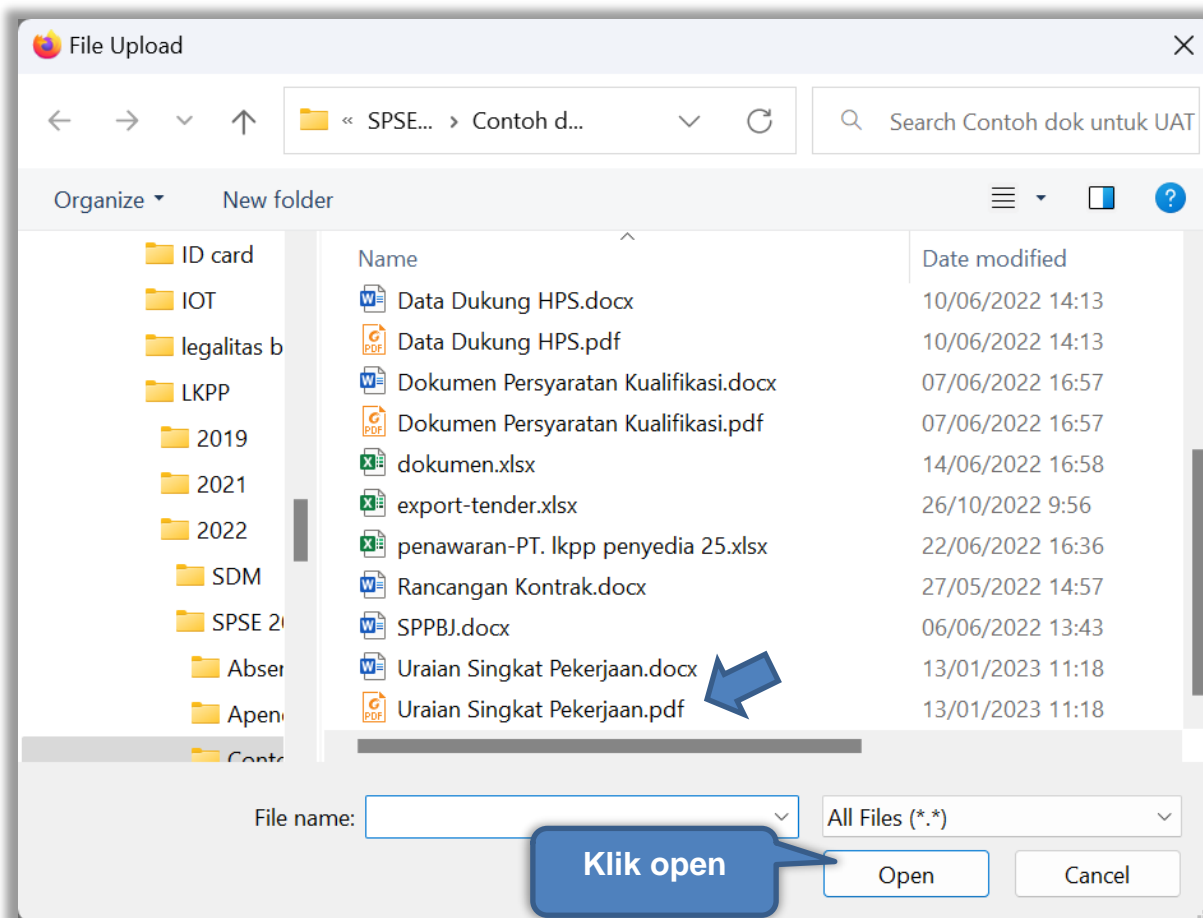 File Upload
« SPSE... > Contoh d...
Search Contoh dok untuk UAT
Organize
New folder
ID card
IOT
legalitas b
LKPP
2019
2021
2022
SDM
SPSE 20
Abser
Apen
Conto
Name
Date modified
Data Dukung HPS.docx 10/06/2022 14:13
Data Dukung HPS.pdf 10/06/2022 14:13
Dokumen Persyaratan Kualifikasi.docx 07/06/2022 16:57
Dokumen Persyaratan Kualifikasi.pdf 07/06/2022 16:57
dokumen.xlsx 14/06/2022 16:58
export-tender.xlsx 26/10/2022 9:56
penawaran-PT. lkpp penyedia 25.xlsx 22/06/2022 16:36
Rancangan Kontrak.docx 27/05/2022 14:57
SPPBJ.docx 06/06/2022 13:43
Uraian Singkat Pekerjaan.docx 13/01/2023 11:18
Uraian Singkat Pekerjaan.pdf 13/01/2023 11:18
File name:
All Files (*.*)
Klik open
Open
Cancel